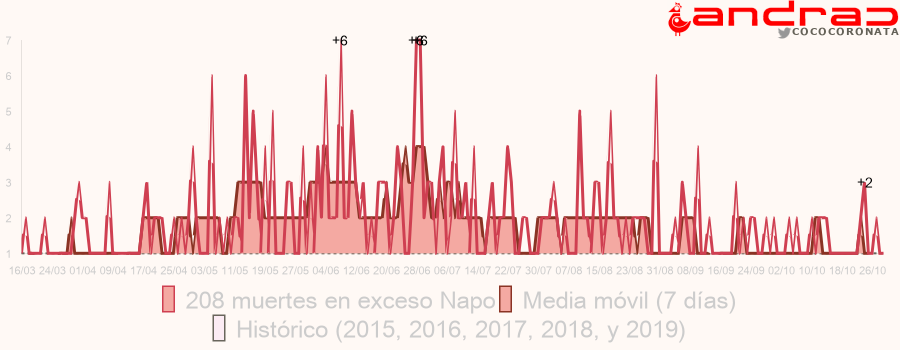 andrac
COCOCORONATA
+6
+6
+6
+2
7
6
5
4
3
2
1
16/03 24/03 01/04 09/04 17/04 25/04 03/05 11/05 19/05 27/05 04/06 12/06 20/06 28/06 06/07 14/07 22/07 30/07 07/08 15/08 23/08 31/08 08/09 16/09 24/09 02/10 10/10 18/10 26/10
208 muertes en exceso Napo Media móvil (7 días)
Histórico (2015, 2016, 2017, 2018, y 2019)